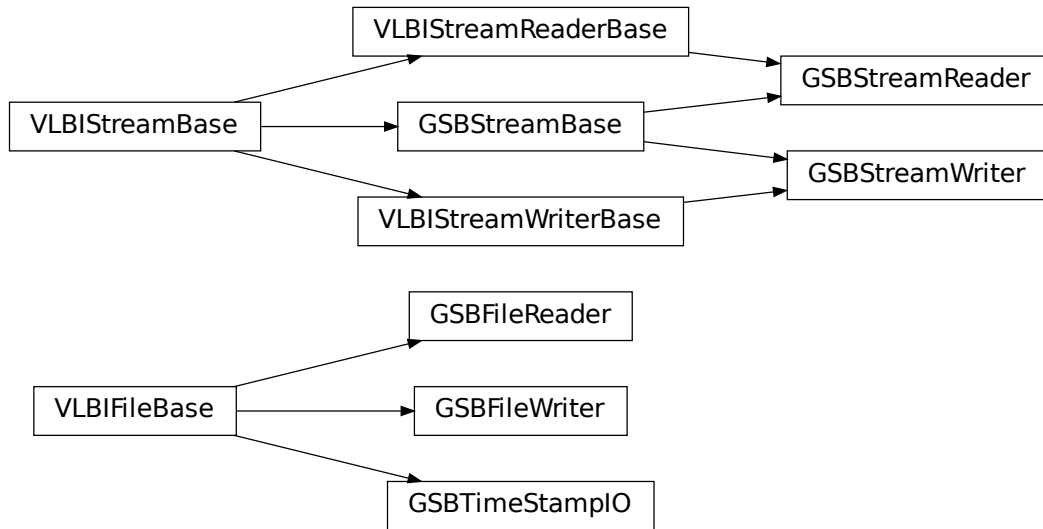 VLBIStreamReaderBase
GSBStreamReader
VLBIStreamBase
GSBStreamBase
GSBStreamWriter
VLBIStreamWriterBase
GSBFileReader
VLBIFileBase
GSBFileWriter
GSBTimeStampIO